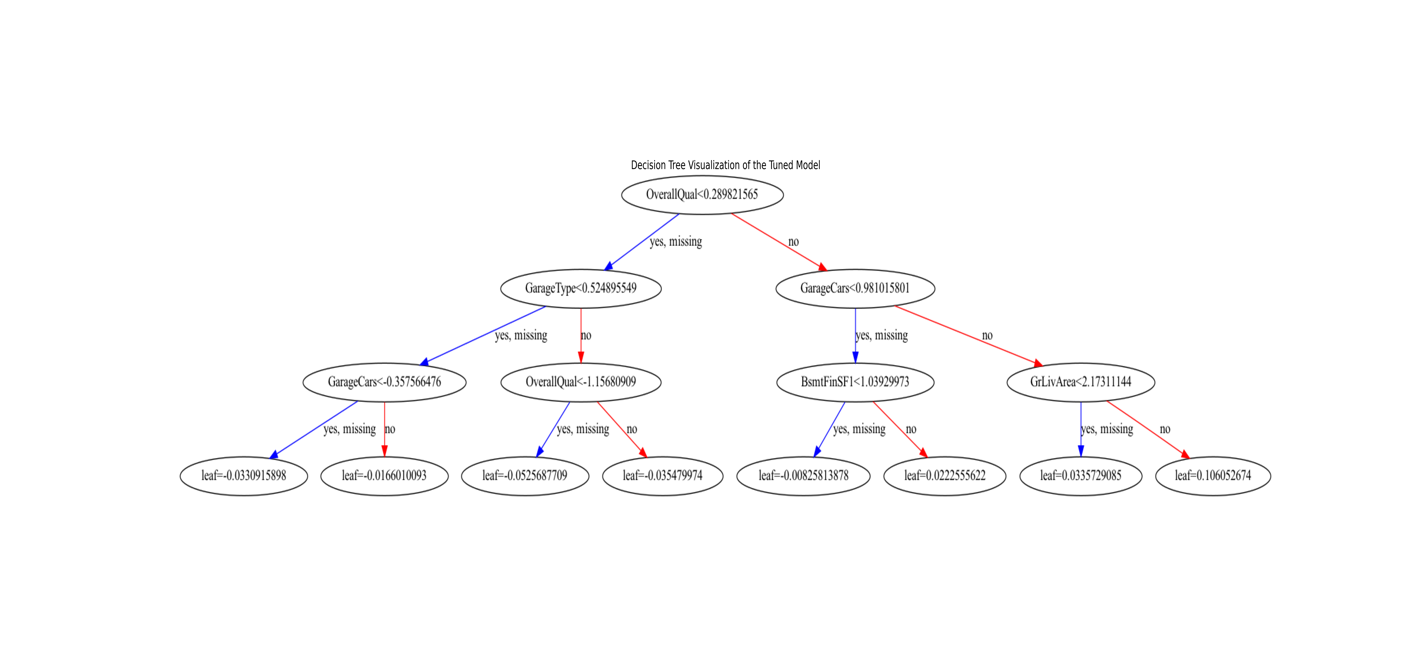 Decision Tree Visualization of the Tuned Model
OverallQual<0.289821565
yes, missing
no
GarageType<0.524895549
GarageCars<0.981015801
yes, missing
no
yes, missing
no
GarageCars<-0.357566476
OverallQual<-1.15680909
BsmtFinSF1<1.03929973
GrLivArea<2.17311144
yes, missing
no
yes, missing
no
yes, missing
no
yes, missing
no
leaf=-0.0330915898
leaf=-0.0166010093
leaf=-0.0525687709
leaf=-0.035479974
leaf=-0.00825813878
leaf=0.0222555622
leaf=0.0335729085
leaf=0.106052674